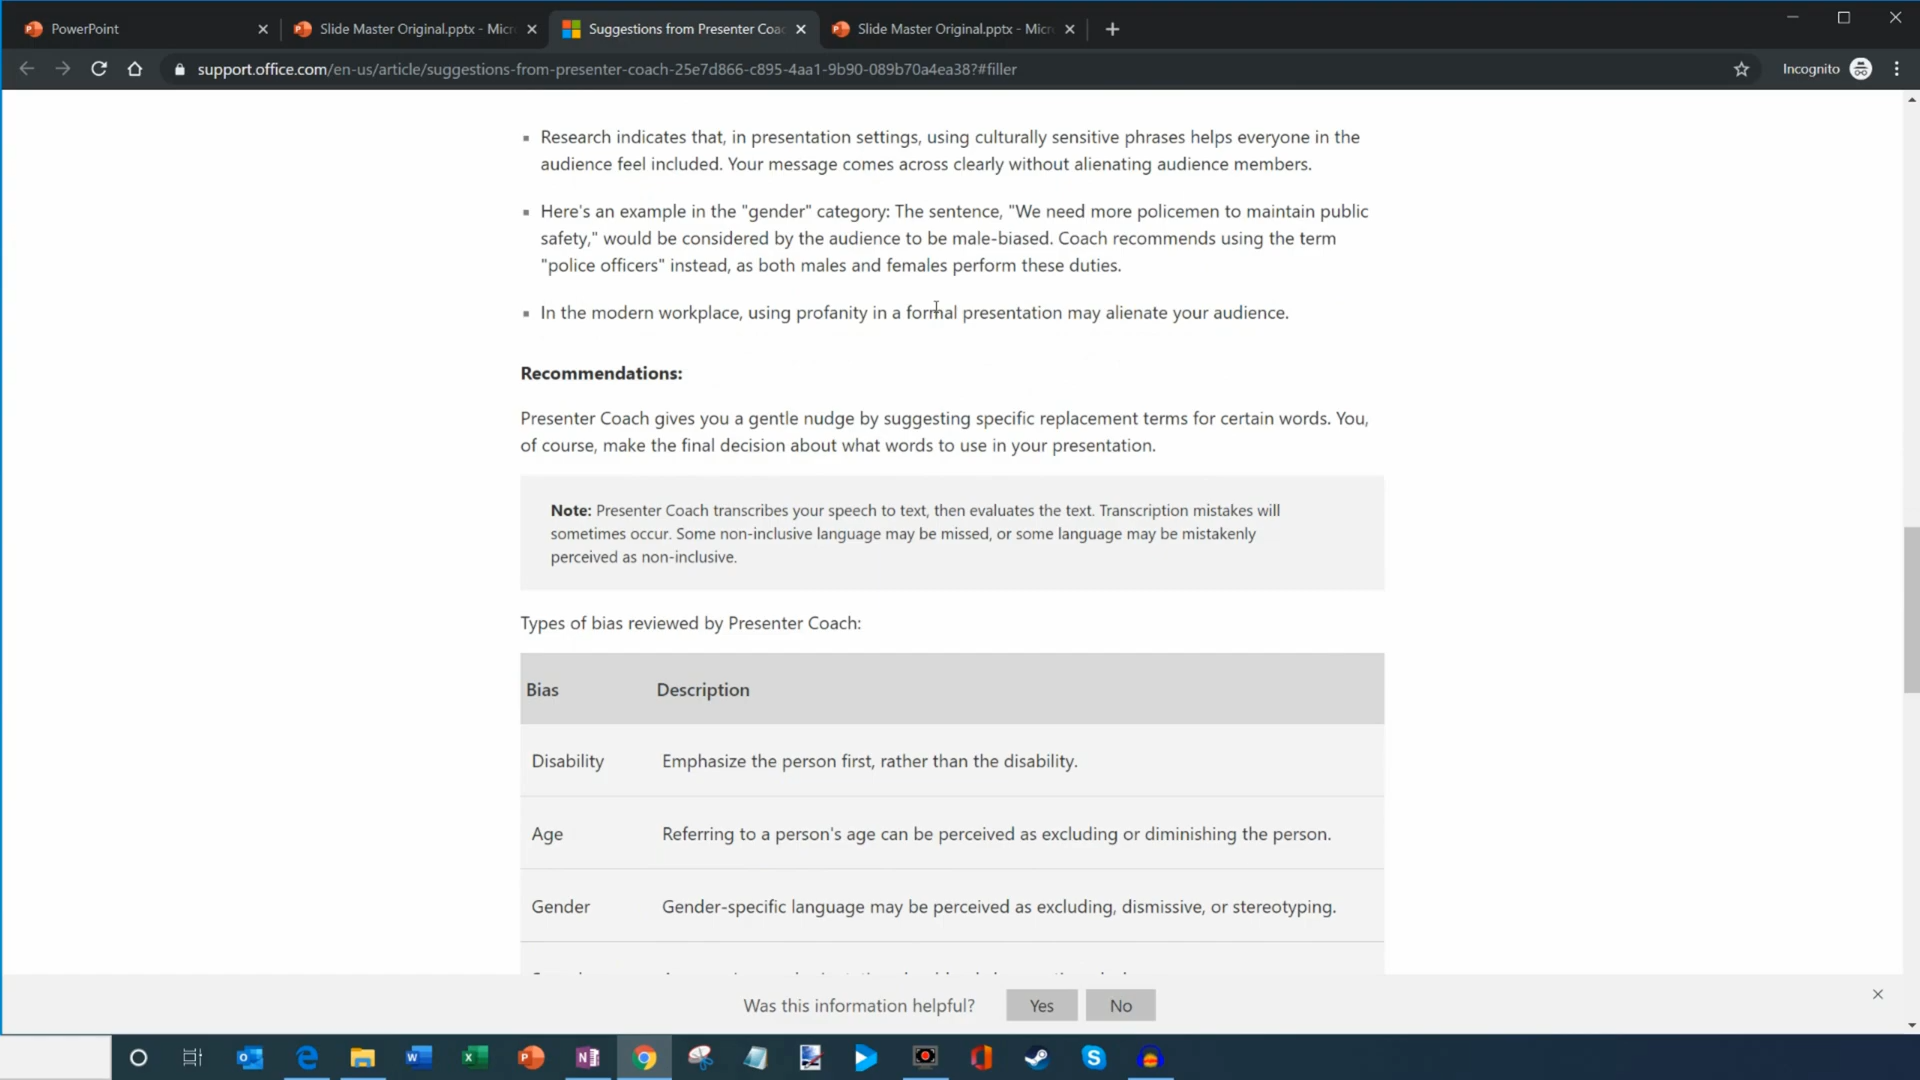 PowerPoint
Slide Master Original.pptx - Micr
Suggestions from Presenter Coa
Slide Master Original.pptx - Micr
support.office.com/en-us/article/suggestions-from-presenter-coach-25e7d866-c895-4aa1-9b90-089b70a4ea38?#filler
Incognito
Research indicates that, in presentation settings, using culturally sensitive phrases helps everyone in the
audience feel included. Your message comes across clearly without alienating audience members.
Here's an example in the "gender" category: The sentence, "We need more policemen to maintain public
safety," would be considered by the audience to be male-biased. Coach recommends using the term
"police officers" instead, as both males and females perform these duties.
In the modern workplace, using profanity in a formal presentation may alienate your audience.
Recommendations:
Presenter Coach gives you a gentle nudge by suggesting specific replacement terms for certain words. You,
of course, make the final decision about what words to use in your presentation.
Note: Presenter Coach transcribes your speech to text, then evaluates the text. Transcription mistakes will
sometimes occur. Some non-inclusive language may be missed, or some language may be mistakenly
perceived as non-inclusive.
Types of bias reviewed by Presenter Coach:
Bias Description
Disability Emphasize the person first, rather than the disability.
Age Referring to a person's age can be perceived as excluding or diminishing the person.
Gender Gender-specific language may be perceived as excluding, dismissive, or stereotyping.
Was this information helpful? Yes No